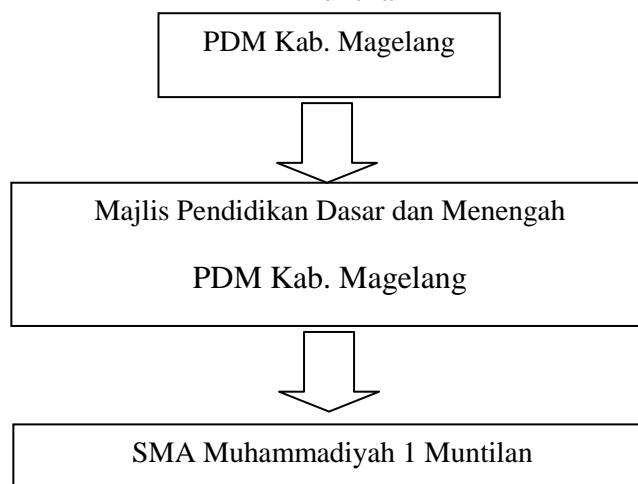 PDM Kab. Magelang
Majlis Pendidikan Dasar dan Menengah
PDM Kab. Magelang
SMA Muhammadiyah 1 Muntilan